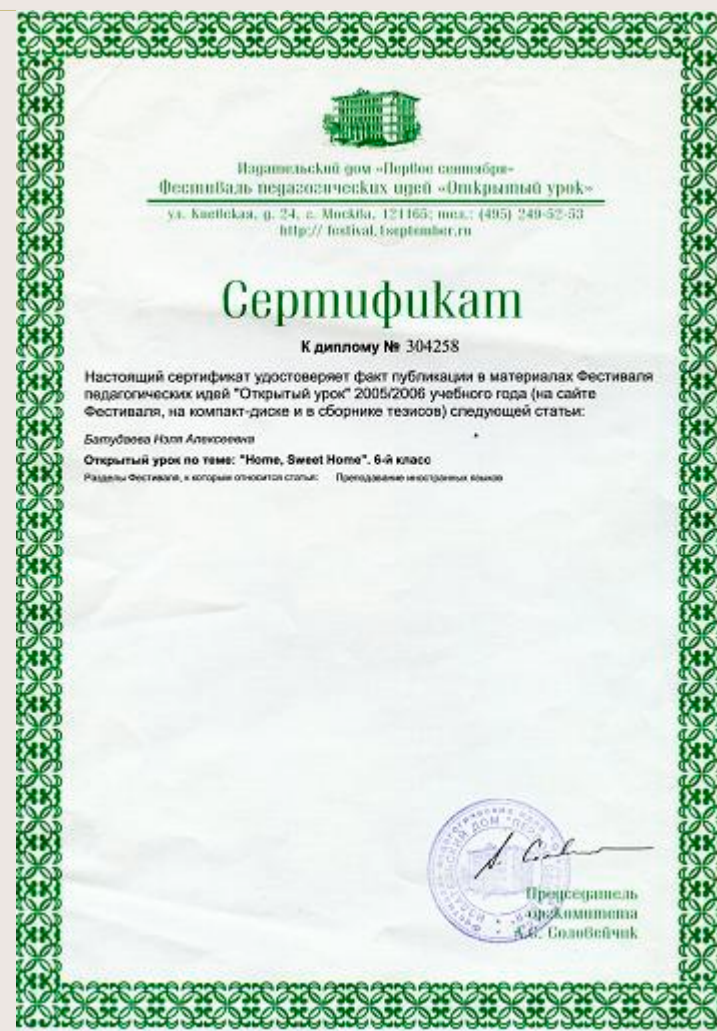 Издательский дом «Первое сентября»
Фестиваль педагогических идей «Открытый урок»
ул. Киевская, д. 24, г. Москва, 121165; тел.: (495) 249-52-53
http:// festival.1september.ru
Сертификат
К диплому № 304258
Настоящий сертификат удостоверяет факт публикации в материалах Фестиваля
педагогических идей "Открытый урок" 2005/2006 учебного года (на сайте
Фестиваля, на компакт-диске и в сборнике тезисов) следующей статьи:
Батудаева Нэля Алексеевна
Открытый урок по теме: "Home, Sweet Home". 6-й класс
Разделы Фестиваля, к которым относится статья: Преподавание иностранных языков
Председатель
оргкомитета
А.С. Соловейчик